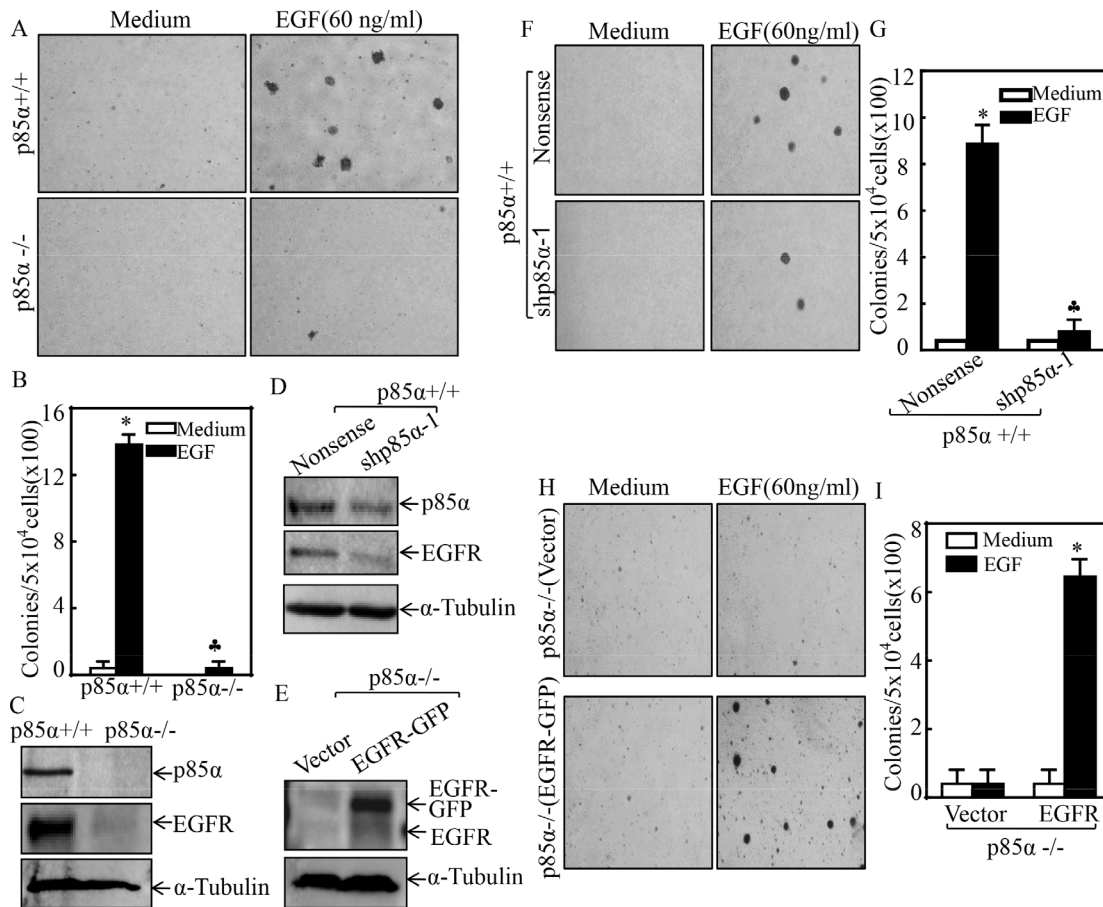 A
Medium
EGF(60 ng/ml)
p85α+/+
p85α -/-
B
Colonies/5x10⁴cells(x100)
16
12
8
4
0
*
♣
Medium
EGF
p85α+/+
p85α-/-
C
p85α+/+
p85α-/-
p85α
EGFR
α-Tubulin
D
p85α+/+
Nonsense
shp85α-1
p85α
EGFR
α-Tubulin
E
p85α-/-
Vector
EGFR-GFP
EGFR-
GFP
EGFR
α-Tubulin
F
Medium
EGF(60ng/ml)
p85α+/+
Nonsense
shp85α-1
G
Colonies/5x10⁴cells(x100)
12
10
8
6
4
2
0
*
♣
Medium
EGF
Nonsense
shp85α-1
p85α +/+
H
Medium
EGF(60ng/ml)
p85α-/-(Vector)
p85α-/-(EGFR-GFP)
I
Colonies/5x10⁴cells(x100)
8
6
4
2
0
*
Medium
EGF
Vector
EGFR
p85α -/-